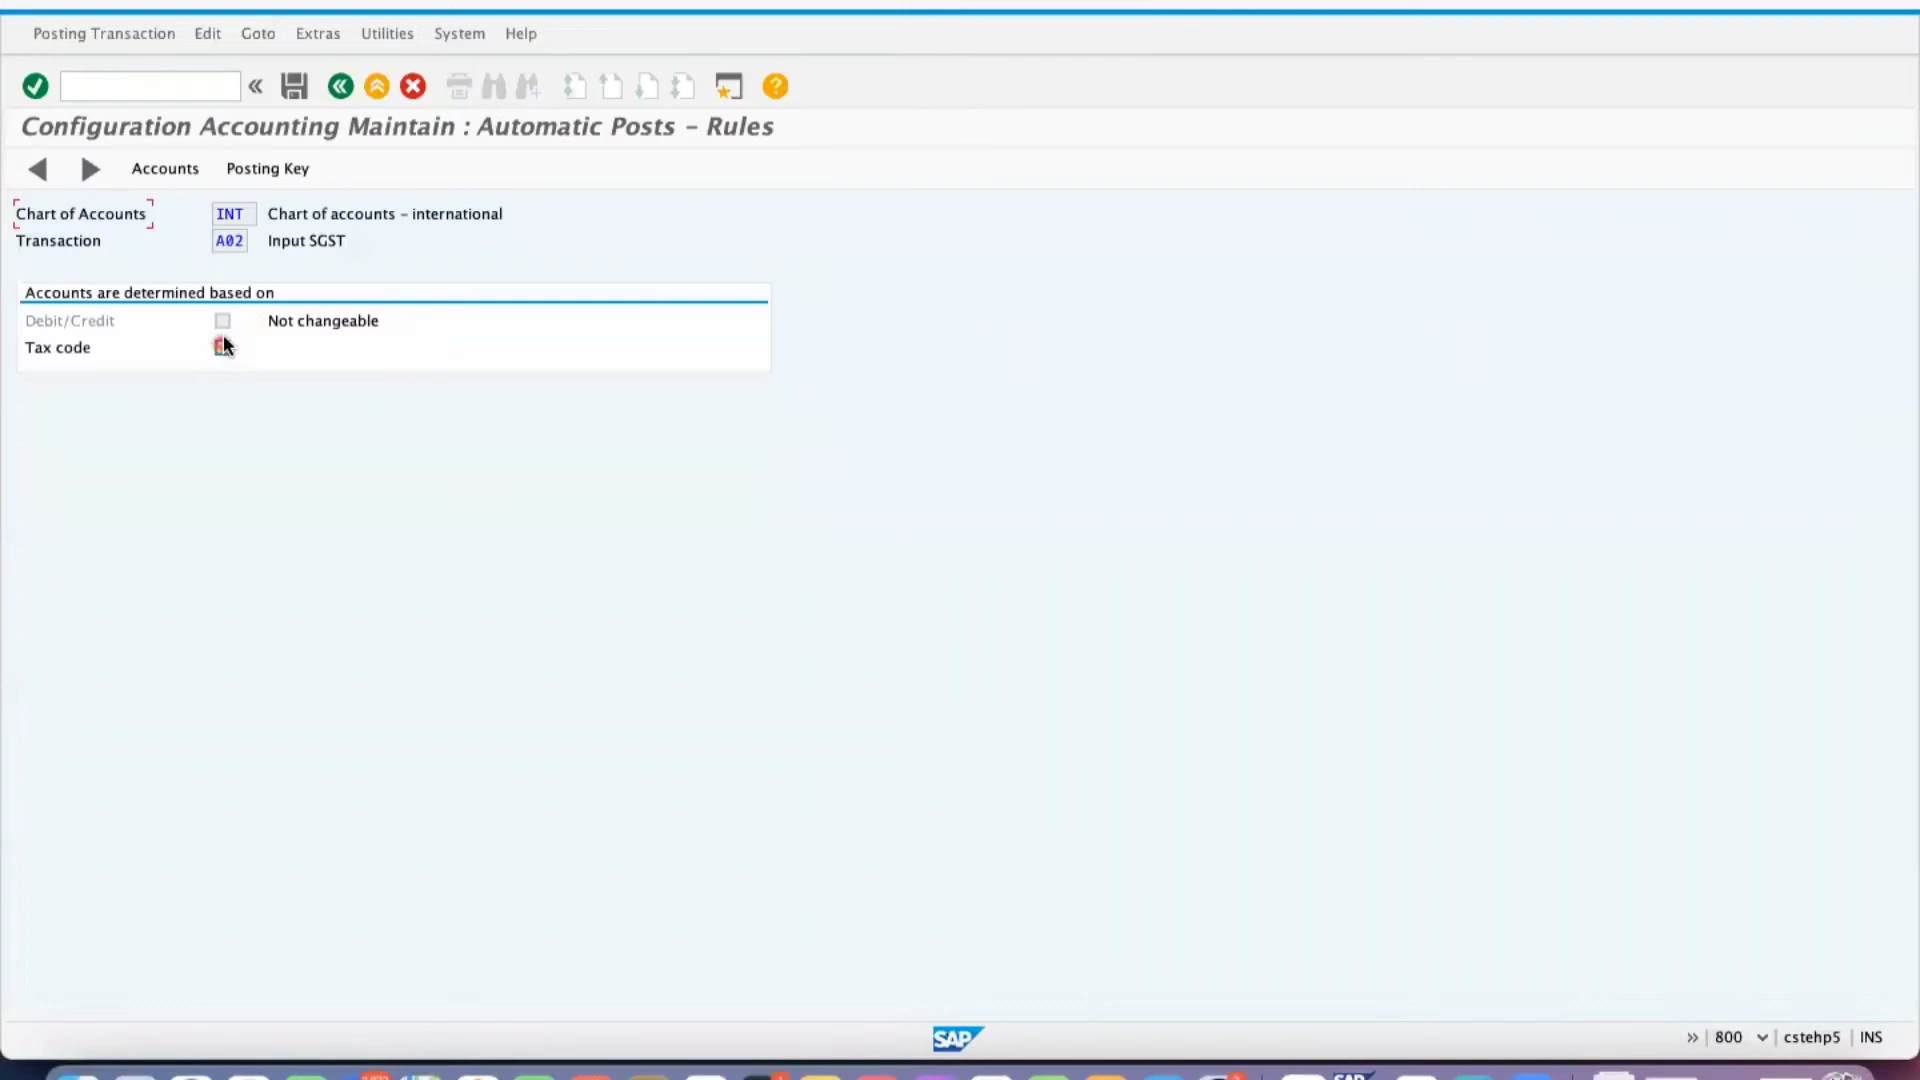 Posting Transaction Edit Goto Extras Utilities System Help
Configuration Accounting Maintain : Automatic Posts – Rules
Accounts Posting Key
Chart of Accounts INT Chart of accounts – international
Transaction A02 Input SGST
Accounts are determined based on
Debit/Credit Not changeable
Tax code
SAP » 800 cstehp5 INS
SAP